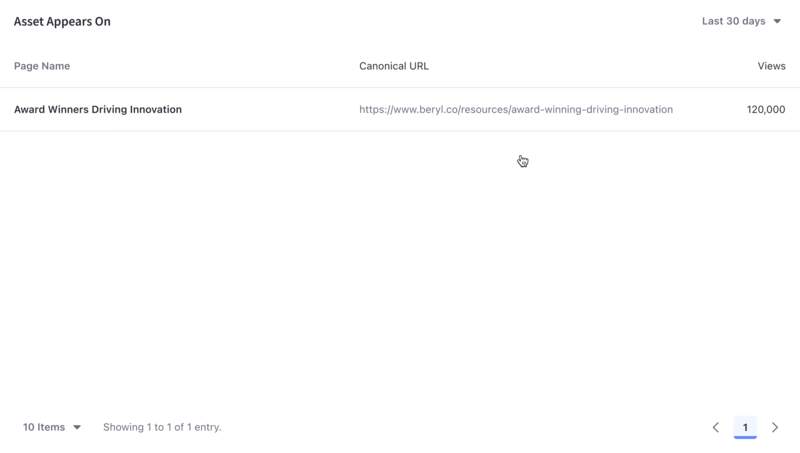 Asset Appears On
Last 30 days
Page Name Canonical URL Views
Award Winners Driving Innovation https://www.beryl.co/resources/award-winning-driving-innovation 120,000
10 Items Showing 1 to 1 of 1 entry. 1